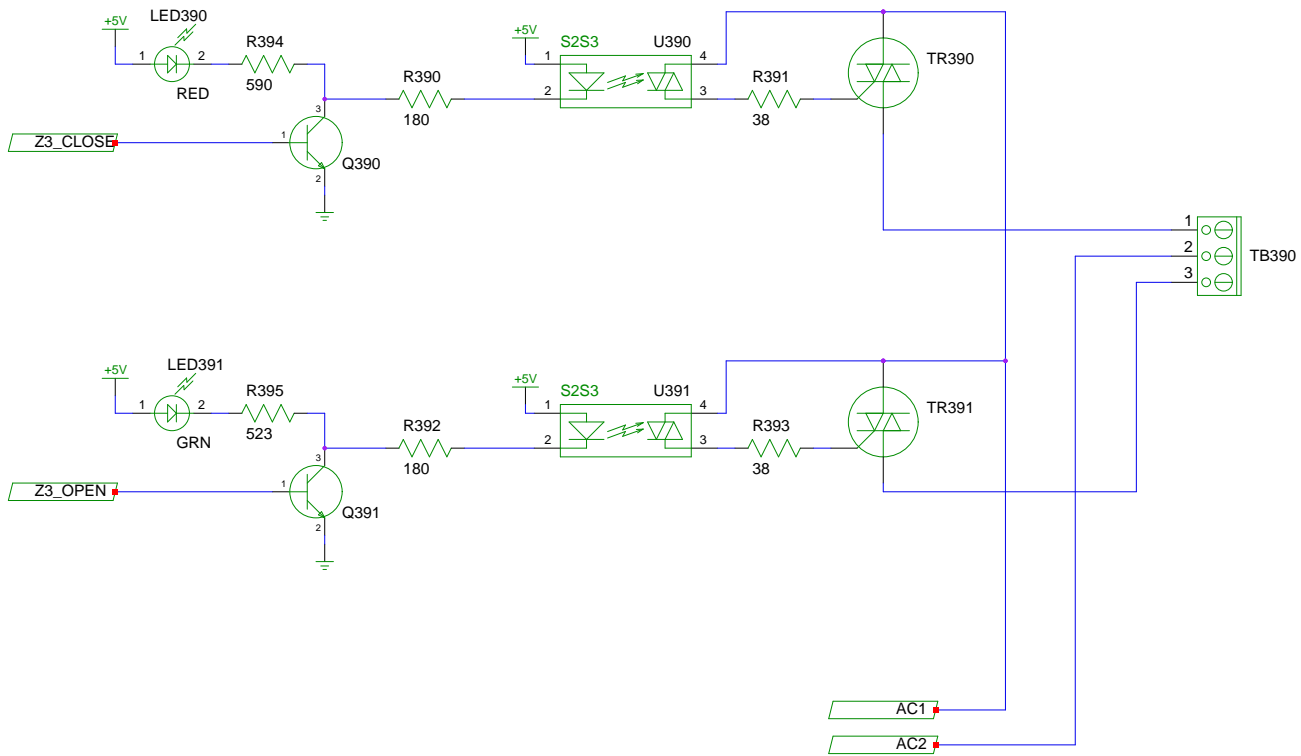 LED390
+5V
1
2
R394
590
RED
Z3_CLOSE
1
3
2
Q390
R390
180
+5V
S2S3
U390
1
2
4
3
R391
38
TR390
1
2
3
TB390
LED391
+5V
1
2
R395
523
GRN
Z3_OPEN
1
3
2
Q391
R392
180
+5V
S2S3
U391
1
2
4
3
R393
38
TR391
AC1
AC2